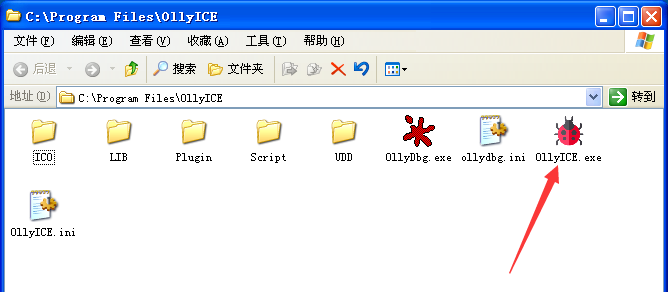 C:\Program Files\OllyICE
文件(F) 编辑(E) 查看(V) 收藏(A) 工具(T) 帮助(H)
后退 搜索 文件夹
地址(D) C:\Program Files\OllyICE 转到
ICO LIB Plugin Script UDD OllyDbg.exe ollydbg.ini OllyICE.exe
OllyICE.ini